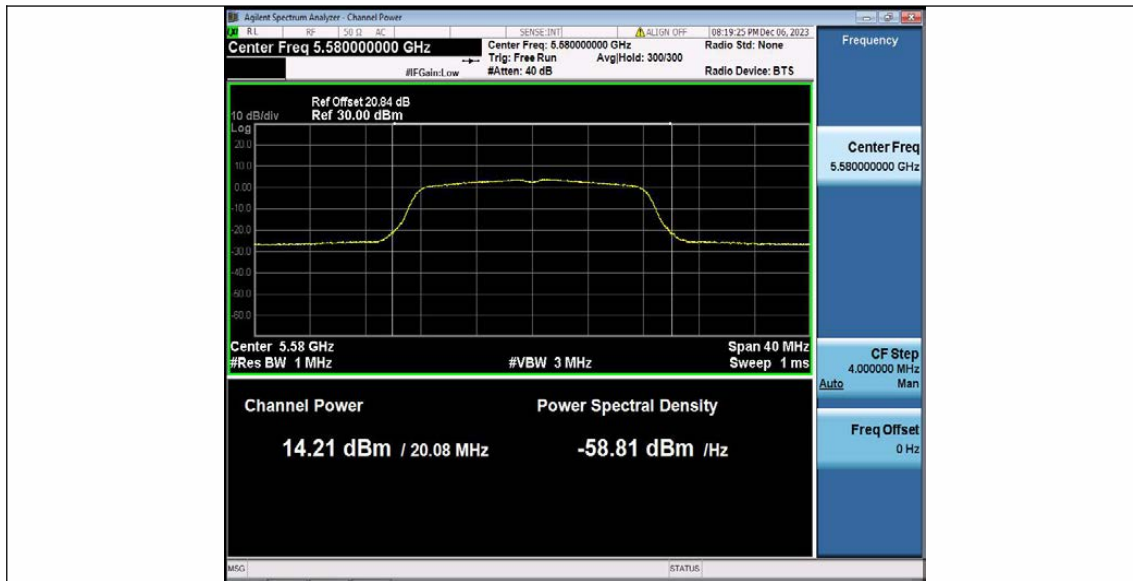 Agilent Spectrum Analyzer - Channel Power
RL RF 50 Ω AC SENSE:INT ALIGN OFF 08:19:25 PM Dec 06, 2023
Center Freq 5.580000000 GHz
#IFGain:Low
Center Freq: 5.580000000 GHz
Trig: Free Run Avg|Hold: 300/300
#Atten: 40 dB
Radio Std: None
Radio Device: BTS
Ref Offset 20.84 dB
10 dB/div Ref 30.00 dBm
Log
20.0
10.0
0.00
-10.0
-20.0
-30.0
-40.0
-50.0
-60.0
Center 5.58 GHz Span 40 MHz
#Res BW 1 MHz #VBW 3 MHz Sweep 1 ms
Channel Power Power Spectral Density
14.21 dBm / 20.08 MHz -58.81 dBm /Hz
MSG STATUS
Frequency
Center Freq
5.580000000 GHz
CF Step
4.000000 MHz
Auto Man
Freq Offset
0 Hz